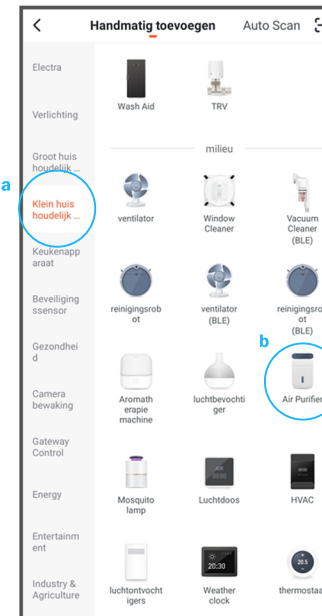 Handmatig toevoegen Auto Scan
Electra
Verlichting
Groot huis
houdelijk ...
a
Klein huis
houdelijk ...
Keukenapp
araat
Beveiliging
ssensor
Gezondhei
d
Camera
bewaking
Gateway
Control
Energy
Entertainm
ent
Industry &
Agriculture
Wash Aid
TRV
milieu
ventilator
Window
Cleaner
Vacuum
Cleaner
(BLE)
reinigingsrob
ot
ventilator
(BLE)
reinigingsro
ot
(BLE)
b
Aromath
erapie
machine
luchtbevochti
ger
Air Purifier
Mosquito
lamp
Luchtdoos
HVAC
luchtontvocht
igers
20:30
Weather
clock
20.5
thermostaa